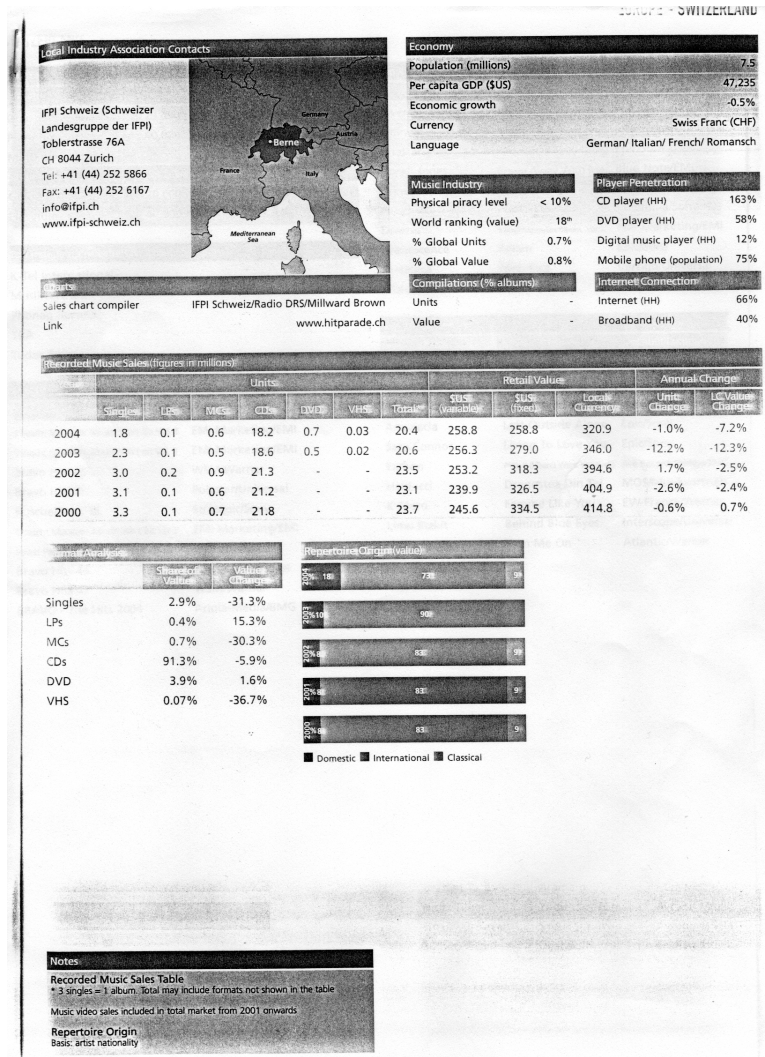 EUROPE - SWITZERLAND
Local Industry Association Contacts
IFPI Schweiz (Schweizer
Landesgruppe der IFPI)
Toblerstrasse 76A
CH 8044 Zurich
Tel: +41 (44) 252 5866
Fax: +41 (44) 252 6167
info@ifpi.ch
www.ifpi-schweiz.ch
Germany
Austria
Berne
France
Italy
Mediterranean
Sea
Economy
Population (millions) 7.5
Per capita GDP ($US) 47,235
Economic growth -0.5%
Currency Swiss Franc (CHF)
Language German/ Italian/ French/ Romansch
Music Industry
Physical piracy level < 10%
World ranking (value) 18th
% Global Units 0.7%
% Global Value 0.8%
Player Penetration
CD player (HH) 163%
DVD player (HH) 58%
Digital music player (HH) 12%
Mobile phone (population) 75%
Charts
Sales chart compiler IFPI Schweiz/Radio DRS/Millward Brown
Link www.hitparade.ch
Compilations (% albums)
Units -
Value -
Internet Connection
Internet (HH) 66%
Broadband (HH) 40%
Recorded Music Sales (figures in millions)
Units Retail Value Annual Change
Singles LPs MCs CDs DVD VHS Total* $US (variable) $US (fixed) Local Currency Unit Change LC Value Change
2004 1.8 0.1 0.6 18.2 0.7 0.03 20.4 258.8 258.8 320.9 -1.0% -7.2%
2003 2.3 0.1 0.5 18.6 0.5 0.02 20.6 256.3 279.0 346.0 -12.2% -12.3%
2002 3.0 0.2 0.9 21.3 - - 23.5 253.2 318.3 394.6 1.7% -2.5%
2001 3.1 0.1 0.6 21.2 - - 23.1 239.9 326.5 404.9 -2.6% -2.4%
2000 3.3 0.1 0.7 21.8 - - 23.7 245.6 334.5 414.8 -0.6% 0.7%
Format Analysis
Share of Value Value Change
Singles 2.9% -31.3%
LPs 0.4% 15.3%
MCs 0.7% -30.3%
CDs 91.3% -5.9%
DVD 3.9% 1.6%
VHS 0.07% -36.7%
Repertoire Origin (value)
2004 % 18 73 9
2003 % 10 90
2002 % 8 83 9
2001 % 8 83 9
2000 % 8 83 9
Domestic International Classical
Notes
Recorded Music Sales Table
* 3 singles = 1 album. Total may include formats not shown in the table
Music video sales included in total market from 2001 onwards
Repertoire Origin
Basis: artist nationality